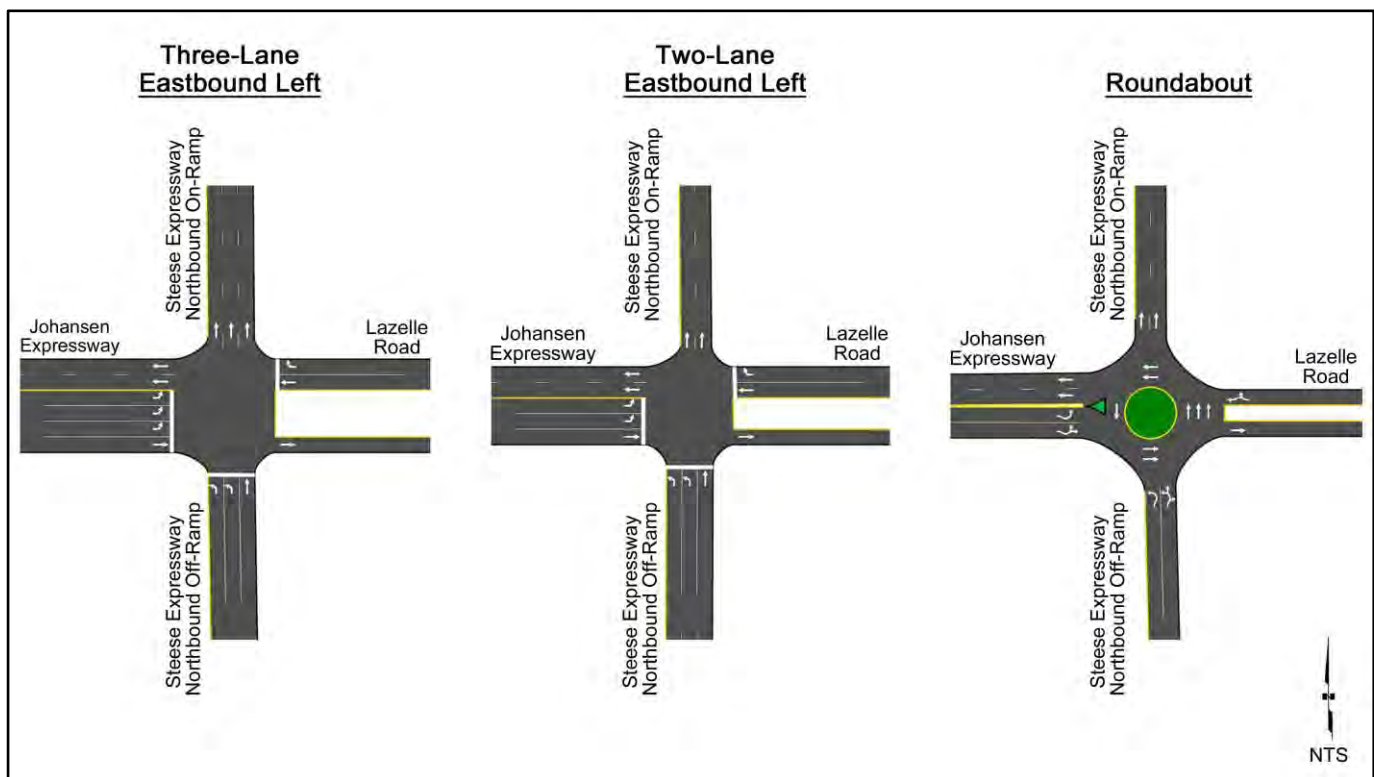 Three-Lane
Eastbound Left
Steese Expressway
Northbound On-Ramp
Johansen
Expressway
Lazelle
Road
Steese Expressway
Northbound Off-Ramp
Two-Lane
Eastbound Left
Steese Expressway
Northbound On-Ramp
Johansen
Expressway
Lazelle
Road
Steese Expressway
Northbound Off-Ramp
Roundabout
Steese Expressway
Northbound On-Ramp
Johansen
Expressway
Lazelle
Road
Steese Expressway
Northbound Off-Ramp
NTS